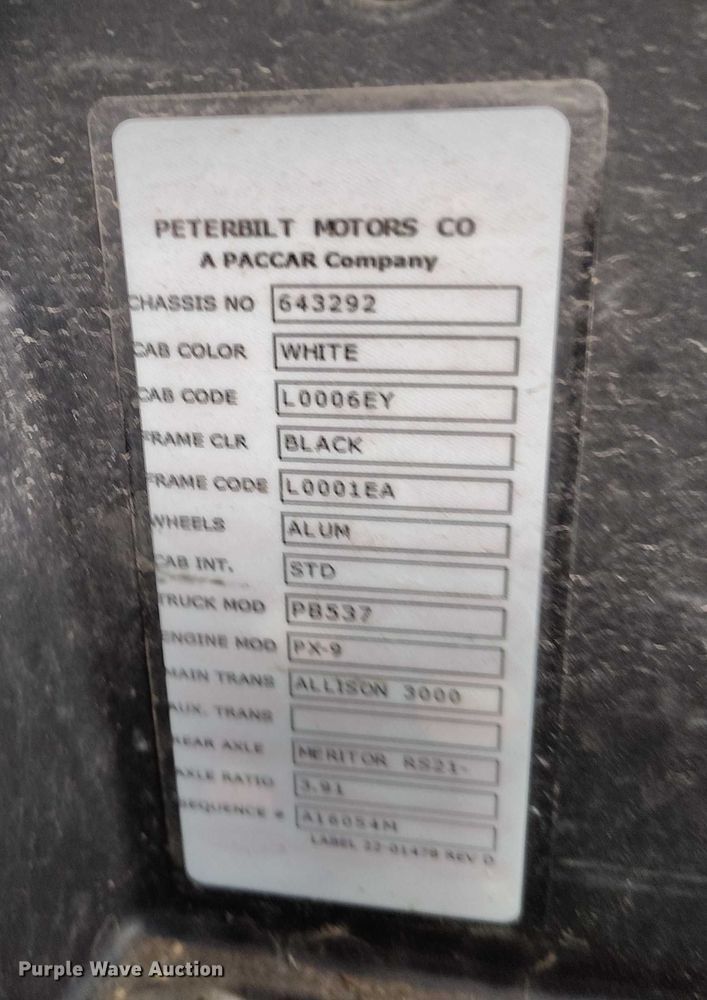 PETERBILT MOTORS CO
A PACCAR Company
CHASSIS NO 643292
CAB COLOR WHITE
CAB CODE L0006EY
FRAME CLR BLACK
FRAME CODE L0001EA
WHEELS ALUM
CAB INT. STD
TRUCK MOD PB537
ENGINE MOD PX-9
MAIN TRANS ALLISON 3000
AUX. TRANS
REAR AXLE MERITOR RS21-
AXLE RATIO 3.91
SEQUENCE # A16054M
LABEL 22-01478 REV D
Purple Wave Auction